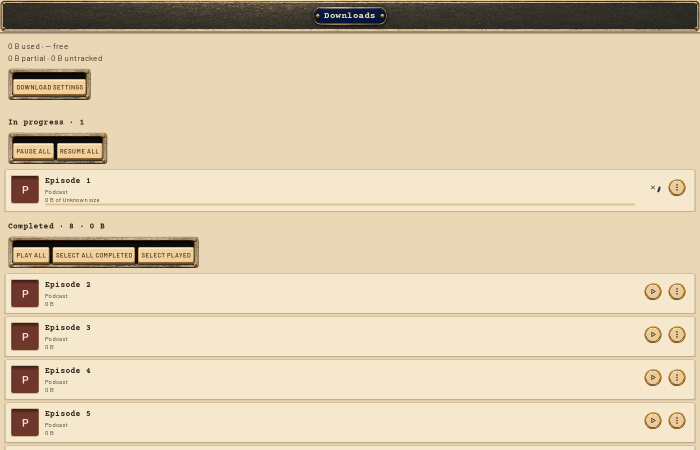 Downloads
0 B used · — free
0 B partial · 0 B untracked
DOWNLOAD SETTINGS
In progress · 1
PAUSE ALL RESUME ALL
P
Episode 1
Podcast
0 B of Unknown size
Completed · 8 · 0 B
PLAY ALL SELECT ALL COMPLETED SELECT PLAYED
P
Episode 2
Podcast
0 B
P
Episode 3
Podcast
0 B
P
Episode 4
Podcast
0 B
P
Episode 5
Podcast
0 B